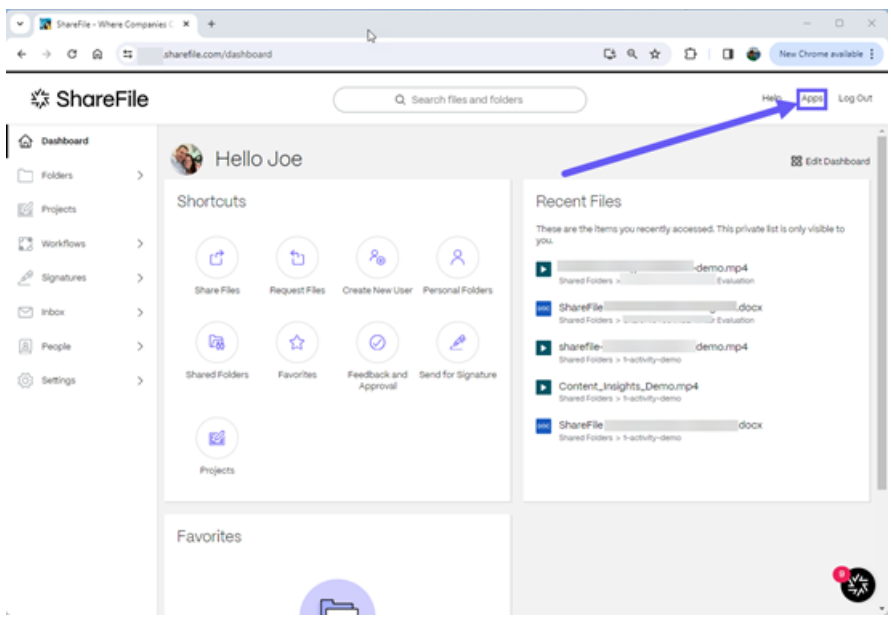 ShareFile - Where Companies C
.sharefile.com/dashboard
New Chrome available
ShareFile
Search files and folders
Help
Apps
Log Out
Dashboard
Folders
Projects
Workflows
Signatures
Inbox
People
Settings
Hello Joe
Edit Dashboard
Shortcuts
Share Files
Request Files
Create New User
Personal Folders
Shared Folders
Favorites
Feedback and
Approval
Send for Signature
Projects
Favorites
Recent Files
These are the items you recently accessed. This private list is only visible to
you.
-demo.mp4
Shared Folders > Evaluation
DOC
ShareFile .docx
Shared Folders > Evaluation
sharefile- demo.mp4
Shared Folders > 1-activity-demo
Content_Insights_Demo.mp4
Shared Folders > 1-activity-demo
DOC
ShareFile docx
Shared Folders > 1-activity-demo
9